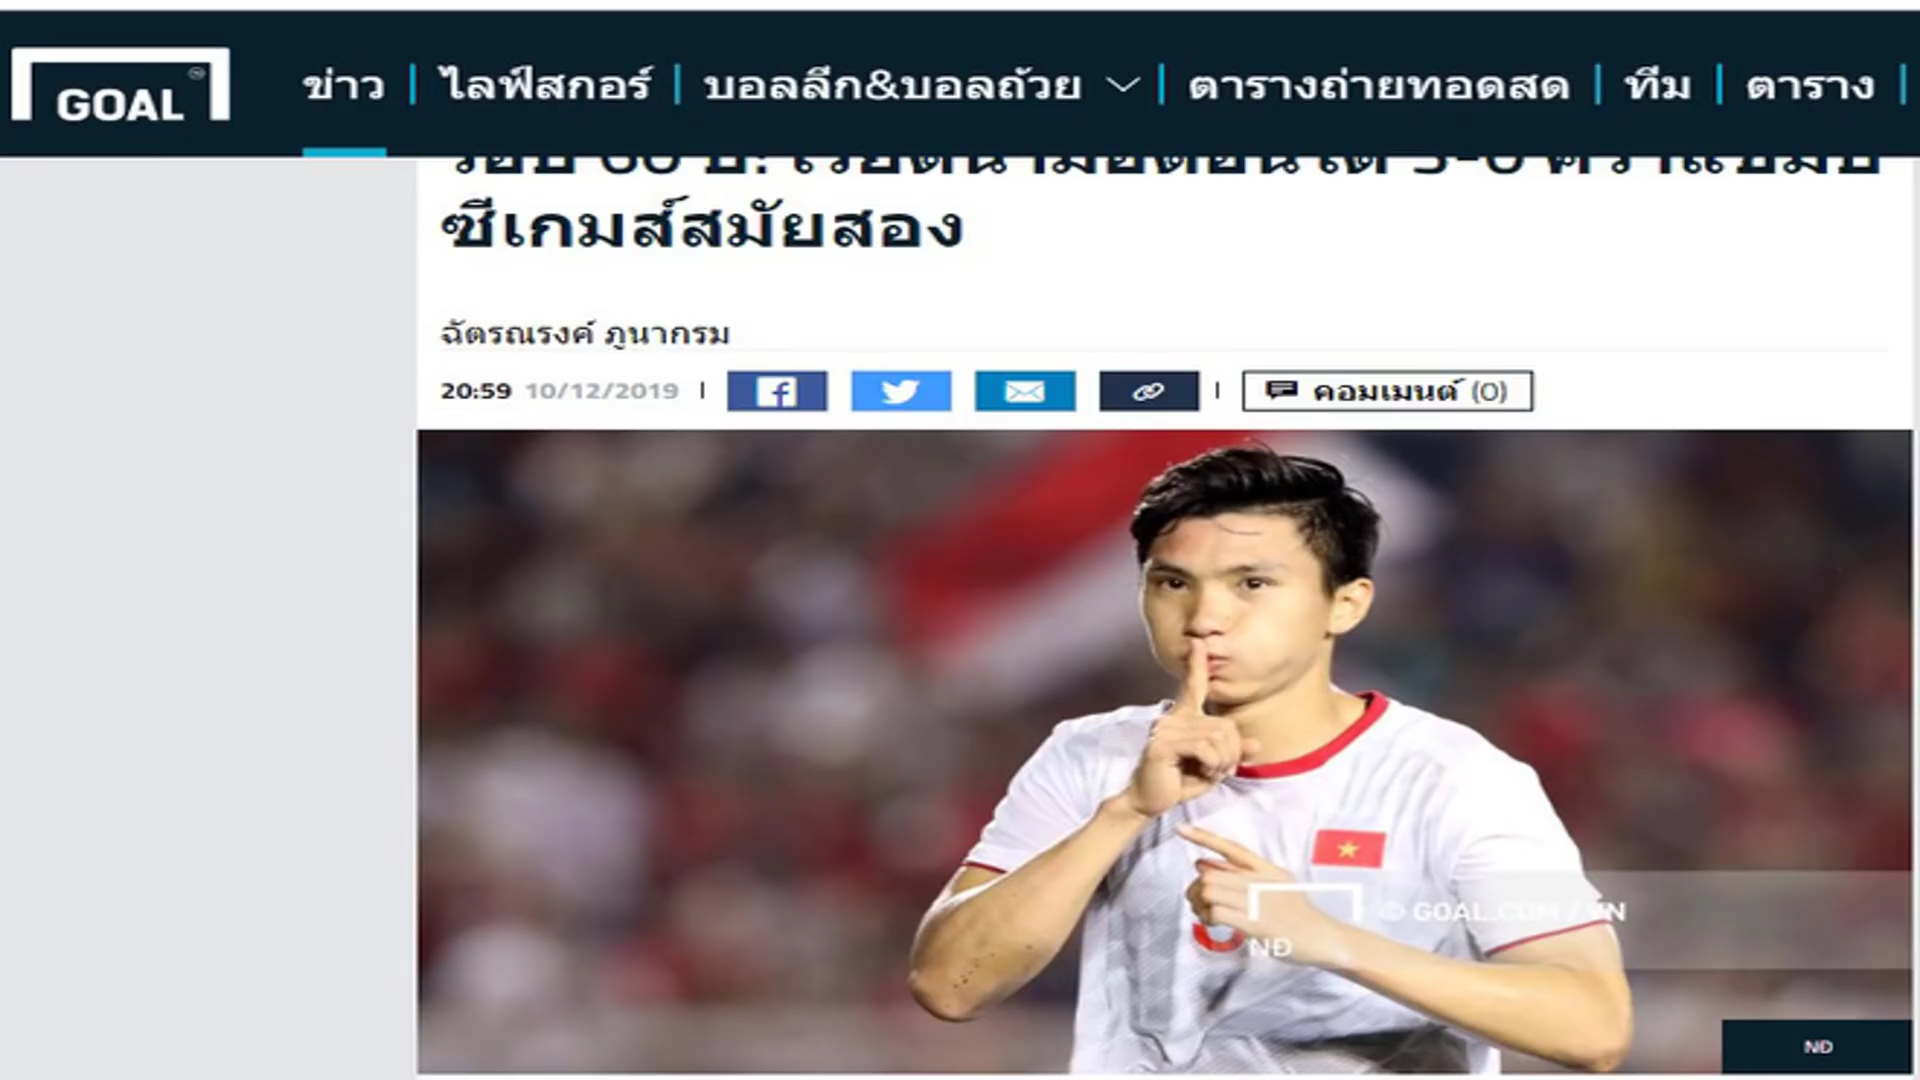 GOAL
ข่าว | ไลฟ์สกอร์ | บอลลีก&บอลถ้วย | ตารางถ่ายทอดสด | ทีม | ตาราง |
ซีเกมส์สมัยสอง
ฉัตรณรงค์ ภูนากรม
20:59 10/12/2019 | | คอมเมนต์ (0)
© GOAL.COM / VN
NĐ
NĐ